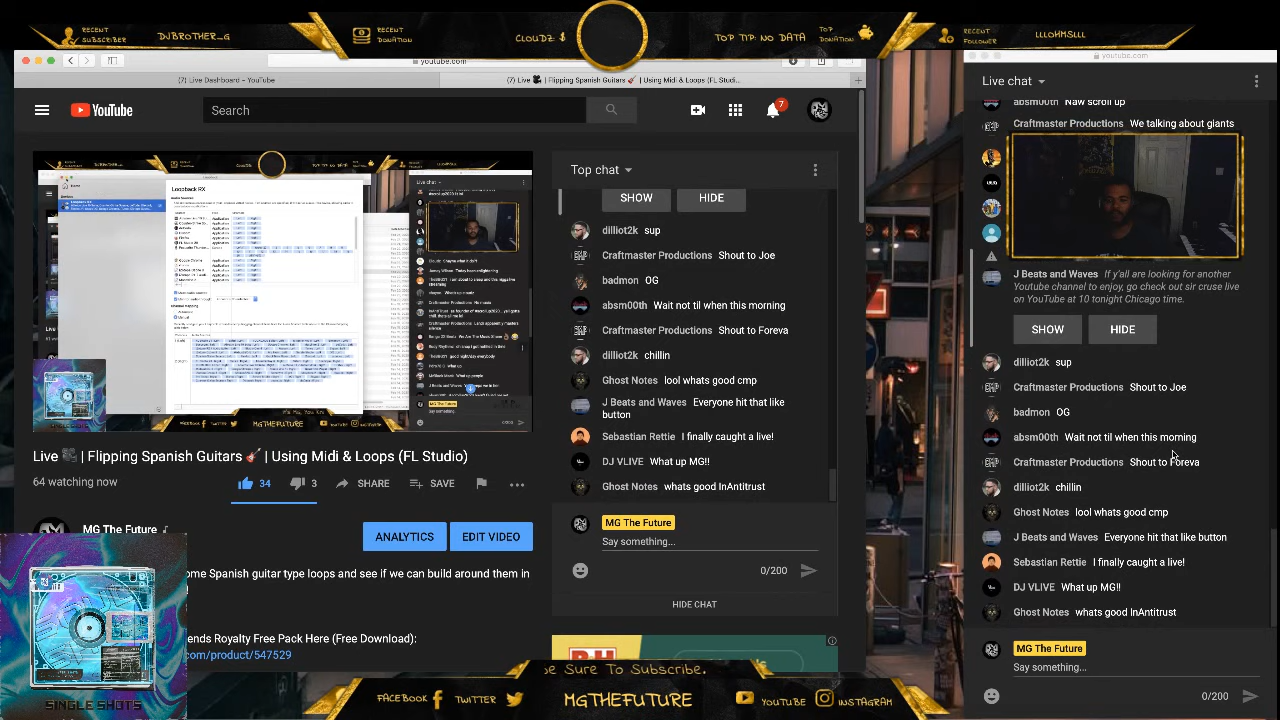 RECENT
SUBSCRIBER
DJBROTHER_G
RECENT
DONATION
CLOUDZ $
TOP TIP: NO DATA
TOP
DONATION
RECENT
FOLLOWER
LLLOHMSLLL
youtube.com
youtube.com
(7) Live Dashboard – YouTube
(7) Live 🎥 | Flipping Spanish Guitars 🎸 | Using Midi & Loops (FL Studi…
YouTube
Search
7
Loopback RX
Live chat
Top chat
SHOW
HIDE
dilliot2k sup
Craftmaster Productions Shout to Joe
badmon OG
absm00th Wait not til when this morning
Craftmaster Productions Shout to Foreva
dilliot2k chillin
Ghost Notes lool whats good cmp
J Beats and Waves Everyone hit that like
button
Sebastian Rettie I finally caught a live!
DJ VLIVE What up MG!!
Ghost Notes whats good InAntitrust
MG The Future
Say something...
0/200
HIDE CHAT
Live 🎥 | Flipping Spanish Guitars 🎸 | Using Midi & Loops (FL Studio)
64 watching now
34
3
SHARE
SAVE
MG The Future
ANALYTICS
EDIT VIDEO
ome Spanish guitar type loops and see if we can build around them in
ends Royalty Free Pack Here (Free Download):
com/product/547529
SINGLE SHOTS
Live chat
absm00th Naw scroll up
Craftmaster Productions We talking about giants
J Beats and Waves If y'all are looking for another
Youtube channel to enjoy, go check out sir cruse live
on YouTube at 10 tonight Chicago time.
SHOW
HIDE
dilliot2k sup
Craftmaster Productions Shout to Joe
badmon OG
absm00th Wait not til when this morning
Craftmaster Productions Shout to Foreva
dilliot2k chillin
Ghost Notes lool whats good cmp
J Beats and Waves Everyone hit that like button
Sebastian Rettie I finally caught a live!
DJ VLIVE What up MG!!
Ghost Notes whats good InAntitrust
MG The Future
Say something...
0/200
Be Sure To Subscribe.
FACEBOOK
TWITTER
MGTHEFUTURE
YOUTUBE
INSTAGRAM